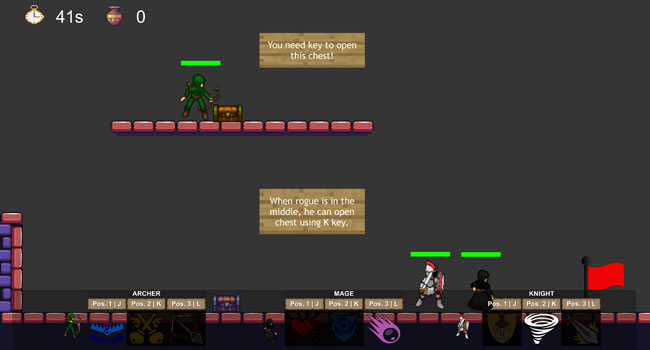 41s 0
You need key to open
this chest!
When rogue is in the
middle, he can open
chest using K key.
ARCHER
Pos. 1 | J Pos. 2 | K Pos. 3 | L
MAGE
Pos. 1 | J Pos. 2 | K Pos. 3 | L
KNIGHT
Pos. 1 | J Pos. 2 | K Pos. 3 | L